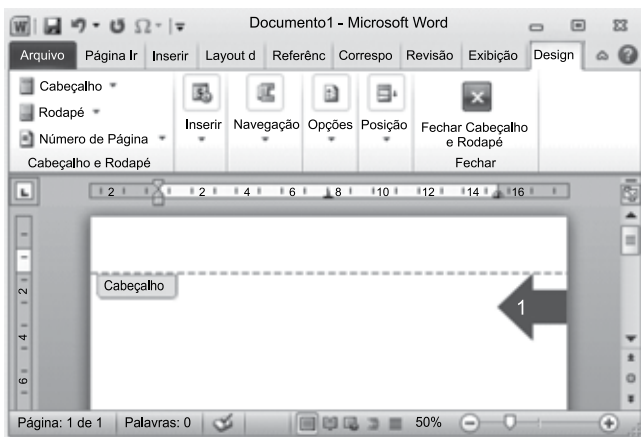 Documento1 - Microsoft Word
Arquivo Página Ir Inserir Layout d Referênc Correspo Revisão Exibição Design
Cabeçalho
Rodapé
Número de Página
Cabeçalho e Rodapé
Inserir Navegação Opções Posição
Fechar Cabeçalho
e Rodapé
Fechar
2 2 4 6 8 10 12 14 16
Cabeçalho
1
2
4
6
Página: 1 de 1 Palavras: 0 50%